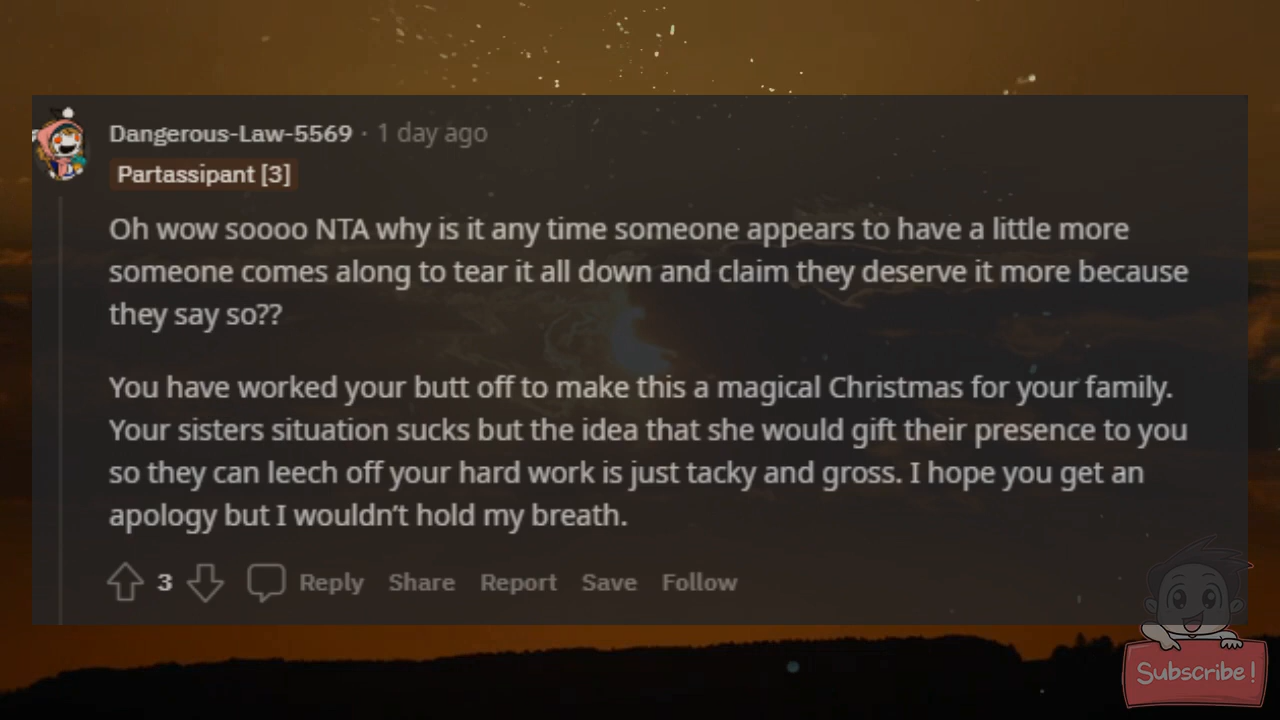 Dangerous-Law-5569 · 1 day ago
Partassipant [3]
Oh wow soooo NTA why is it any time someone appears to have a little more
someone comes along to tear it all down and claim they deserve it more because
they say so??
You have worked your butt off to make this a magical Christmas for your family.
Your sisters situation sucks but the idea that she would gift their presence to you
so they can leech off your hard work is just tacky and gross. I hope you get an
apology but I wouldn’t hold my breath.
3 Reply Share Report Save Follow
Subscribe!